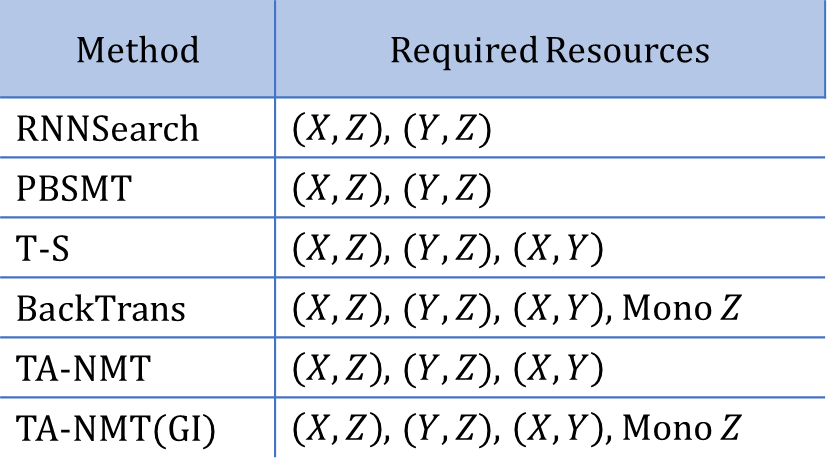 Method Required Resources
RNNSearch (X, Z), (Y, Z)
PBSMT (X, Z), (Y, Z)
T-S (X, Z), (Y, Z), (X, Y)
BackTrans (X, Z), (Y, Z), (X, Y), Mono Z
TA-NMT (X, Z), (Y, Z), (X, Y)
TA-NMT(GI) (X, Z), (Y, Z), (X, Y), Mono Z